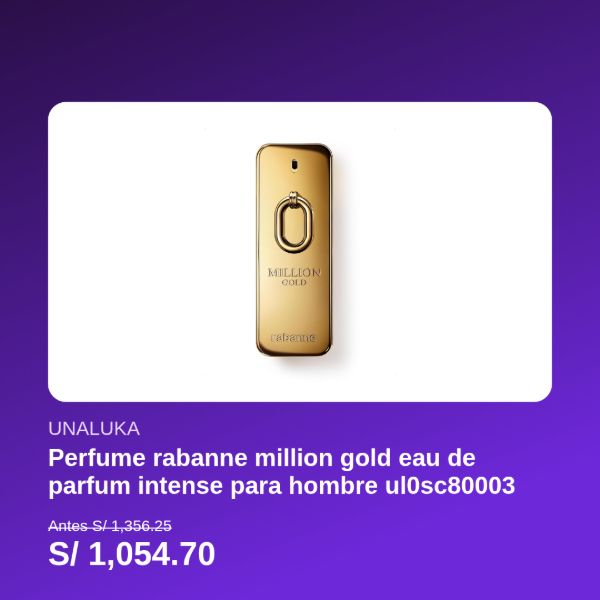 MILLION
GOLD
rabanne
UNALUKA
Perfume rabanne million gold eau de
parfum intense para hombre ul0sc80003
Antes S/ 1,356.25
S/ 1,054.70